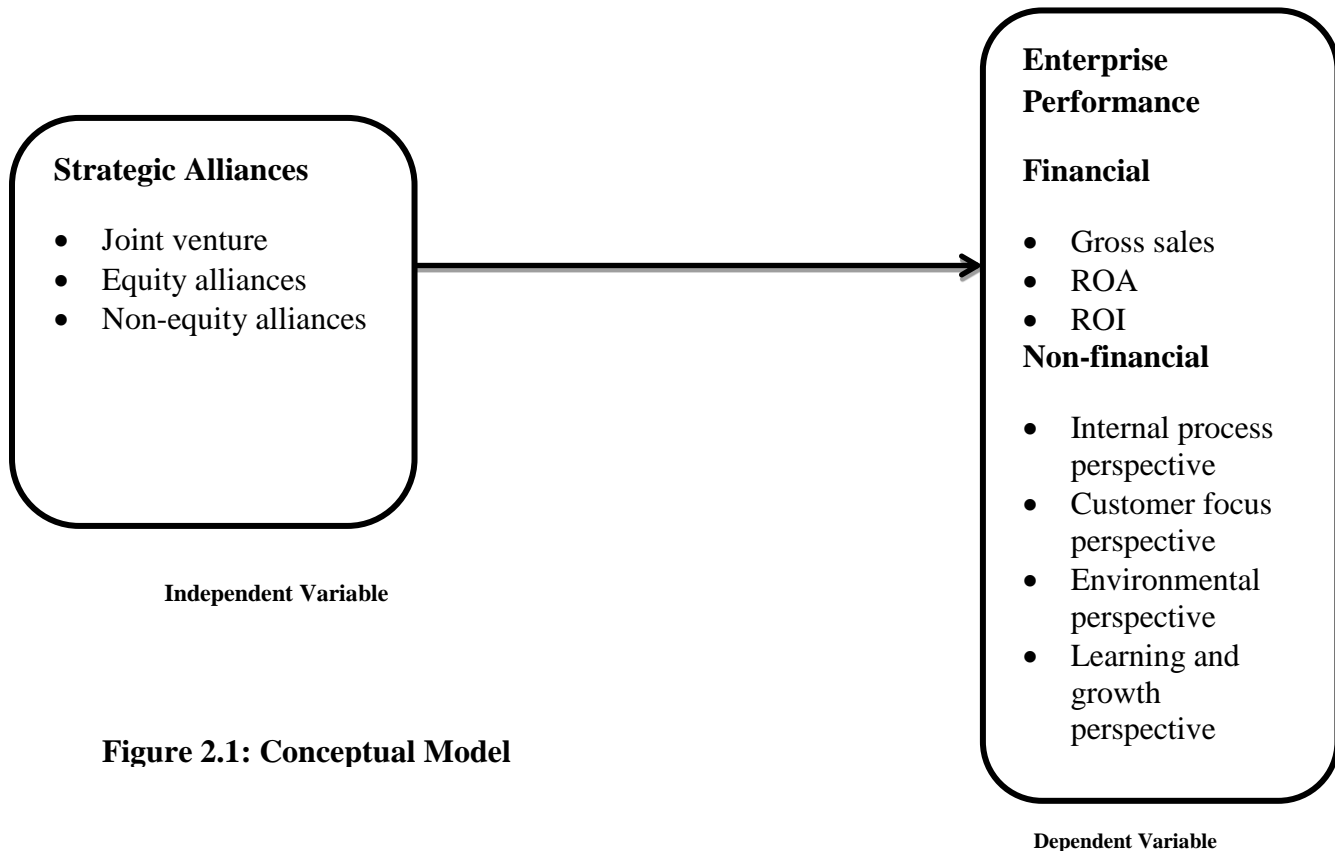 Strategic Alliances
• Joint venture
• Equity alliances
• Non-equity alliances
Independent Variable
Enterprise
Performance
Financial
• Gross sales
• ROA
• ROI
Non-financial
• Internal process
perspective
• Customer focus
perspective
• Environmental
perspective
• Learning and
growth
perspective
Dependent Variable
Figure 2.1: Conceptual Model